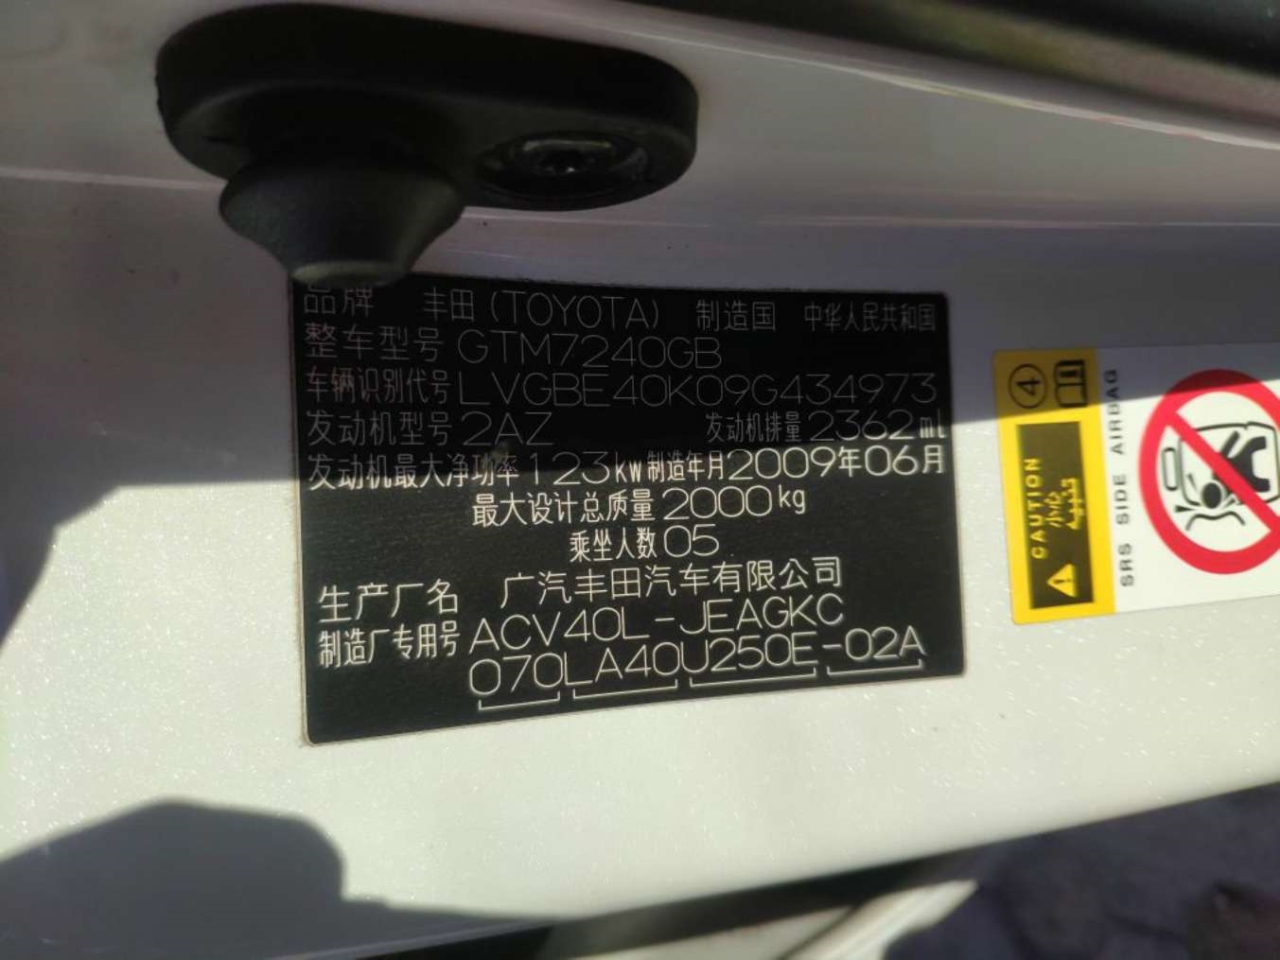 品牌 丰田(TOYOTA) 制造国 中华人民共和国
整车型号 GTM7240GB
车辆识别代号 LVGBE40K09G434973
发动机型号 2AZ 发动机排量 2362ml
发动机最大净功率 123kw 制造年月 2009年06月
最大设计总质量 2000kg
乘坐人数 05
生产厂名 广汽丰田汽车有限公司
制造厂专用号 ACV40L-JEAGKC
070LA40U250E-02A
4
CAUTION
小心
SRS SIDE AIRBAG